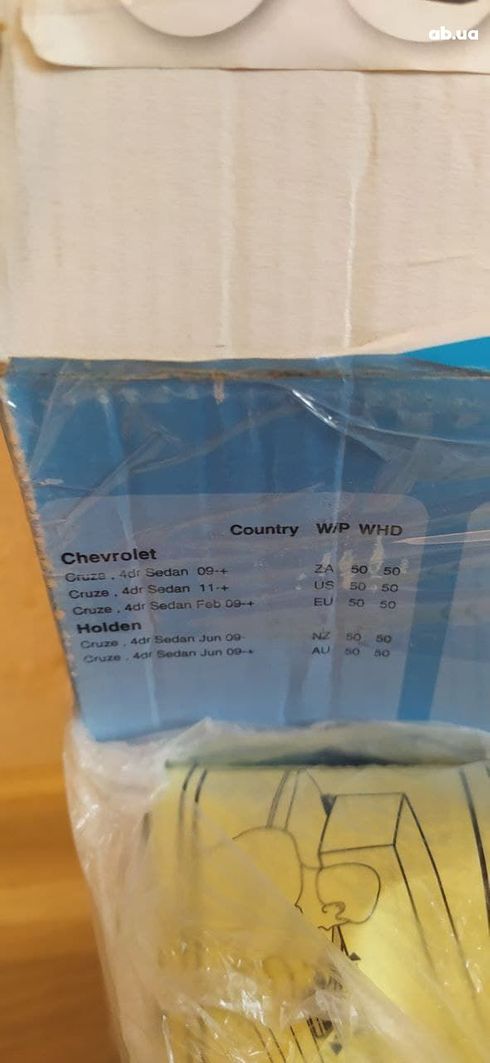 ab.ua
Country W/P WHD
Chevrolet
Cruze , 4dr Sedan 09-+ ZA 50 50
Cruze , 4dr Sedan 11-+ US 50 50
Cruze , 4dr Sedan Feb 09-+ EU 50 50
Holden
Cruze , 4dr Sedan Jun 09- NZ 50 50
Cruze , 4dr Sedan Jun 09-+ AU 50 50